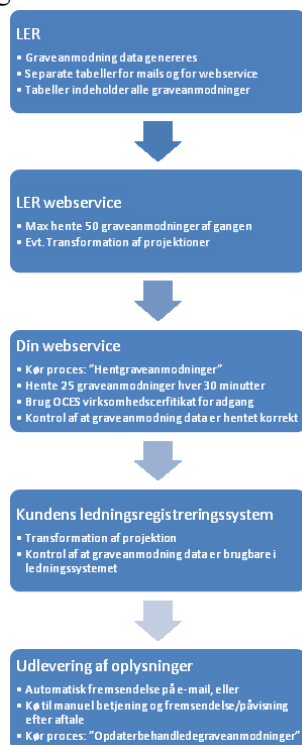 LER
• Graveanmodning data genereres
• Separate tabeller for mails og for webservice
• Tabeller indeholder alle graveanmodninger
LER webservice
• Max hente 50 graveanmodninger af gangen
• Evt. Transformation af projektioner
Din webservice
• Kør proces: "Hentgraveanmodninger"
• Hente 25 graveanmodninger hver 30 minutter
• Brug OCES virksomhedscerfitikat for adgang
• Kontrol af at graveanmodning data er hentet korrekt
Kundens ledningsregistreringssystem
• Transformation af projektion
• Kontrol af at graveanmodning data er brugbare i
ledningssystemet
Udlevering af oplysninger
• Automatisk fremsendelse på e-mail, eller
• Kø til manuel betjening og fremsendelse/påvisning
efter aftale
• Kør proces: "Opdaterbehandledegraveanmodninger"